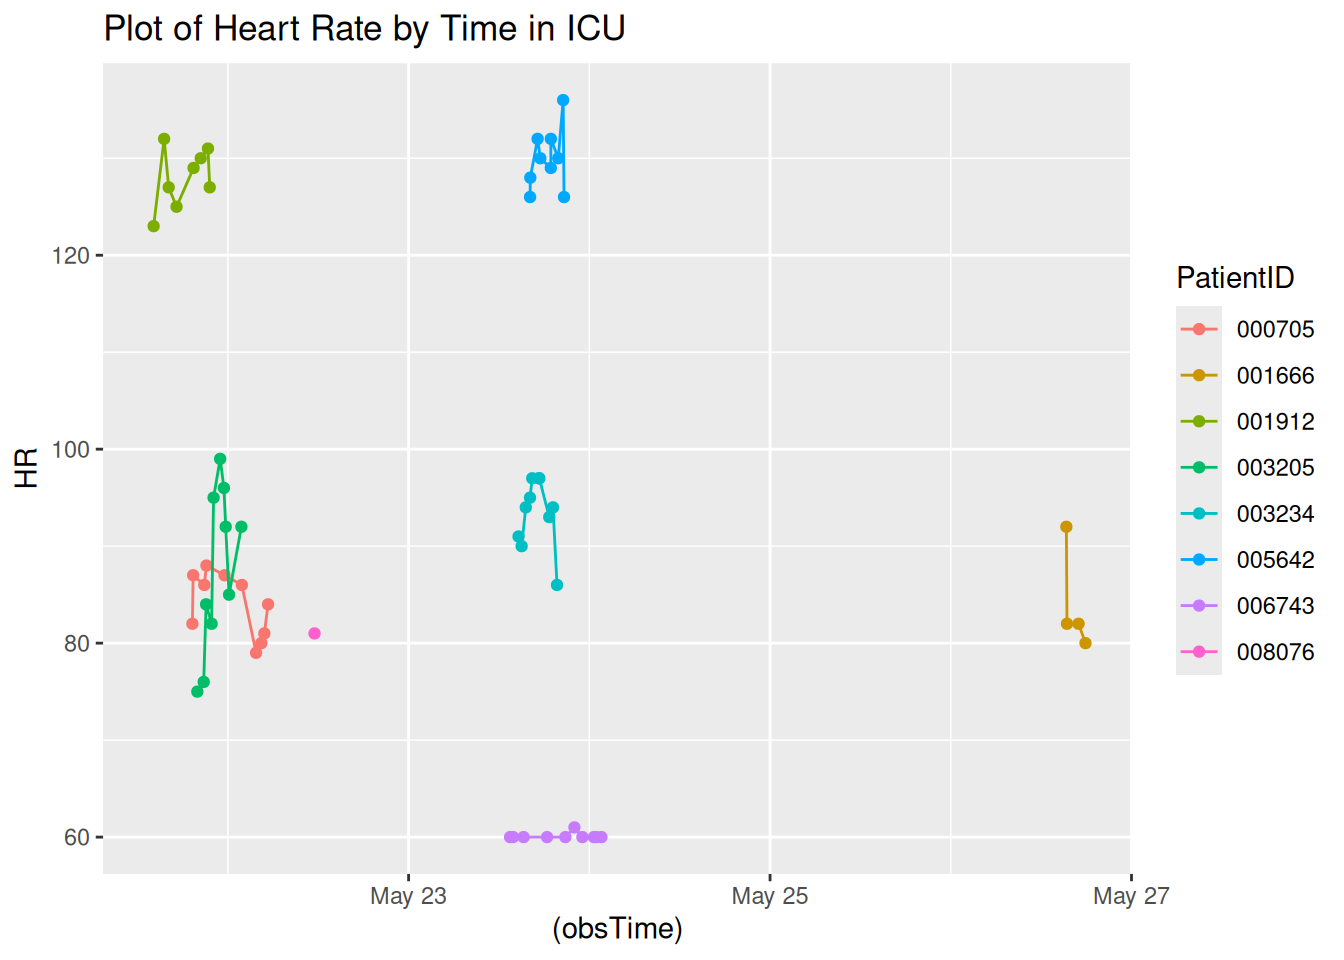 Plot of Heart Rate by Time in ICU
HR
120
100
80
60
May 23
May 25
May 27
(obsTime)
PatientID
000705
001666
001912
003205
003234
005642
006743
008076